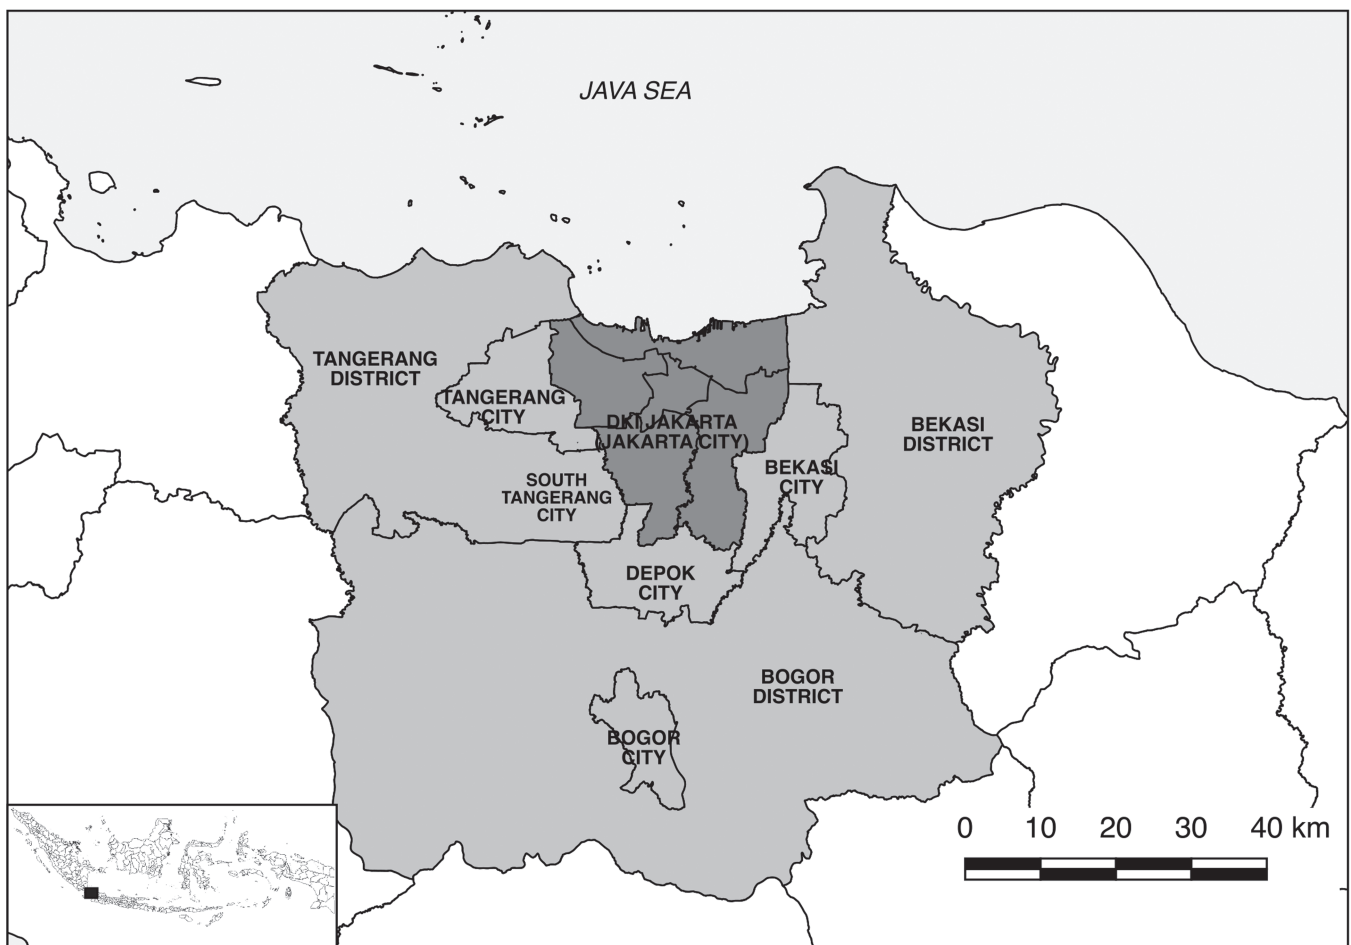 JAVA SEA
TANGERANG
DISTRICT
TANGERANG
CITY
DKI JAKARTA
(JAKARTA CITY)
BEKASI
DISTRICT
BEKASI
CITY
SOUTH
TANGERANG
CITY
DEPOK
CITY
BOGOR
DISTRICT
BOGOR
CITY
0 10 20 30 40 km